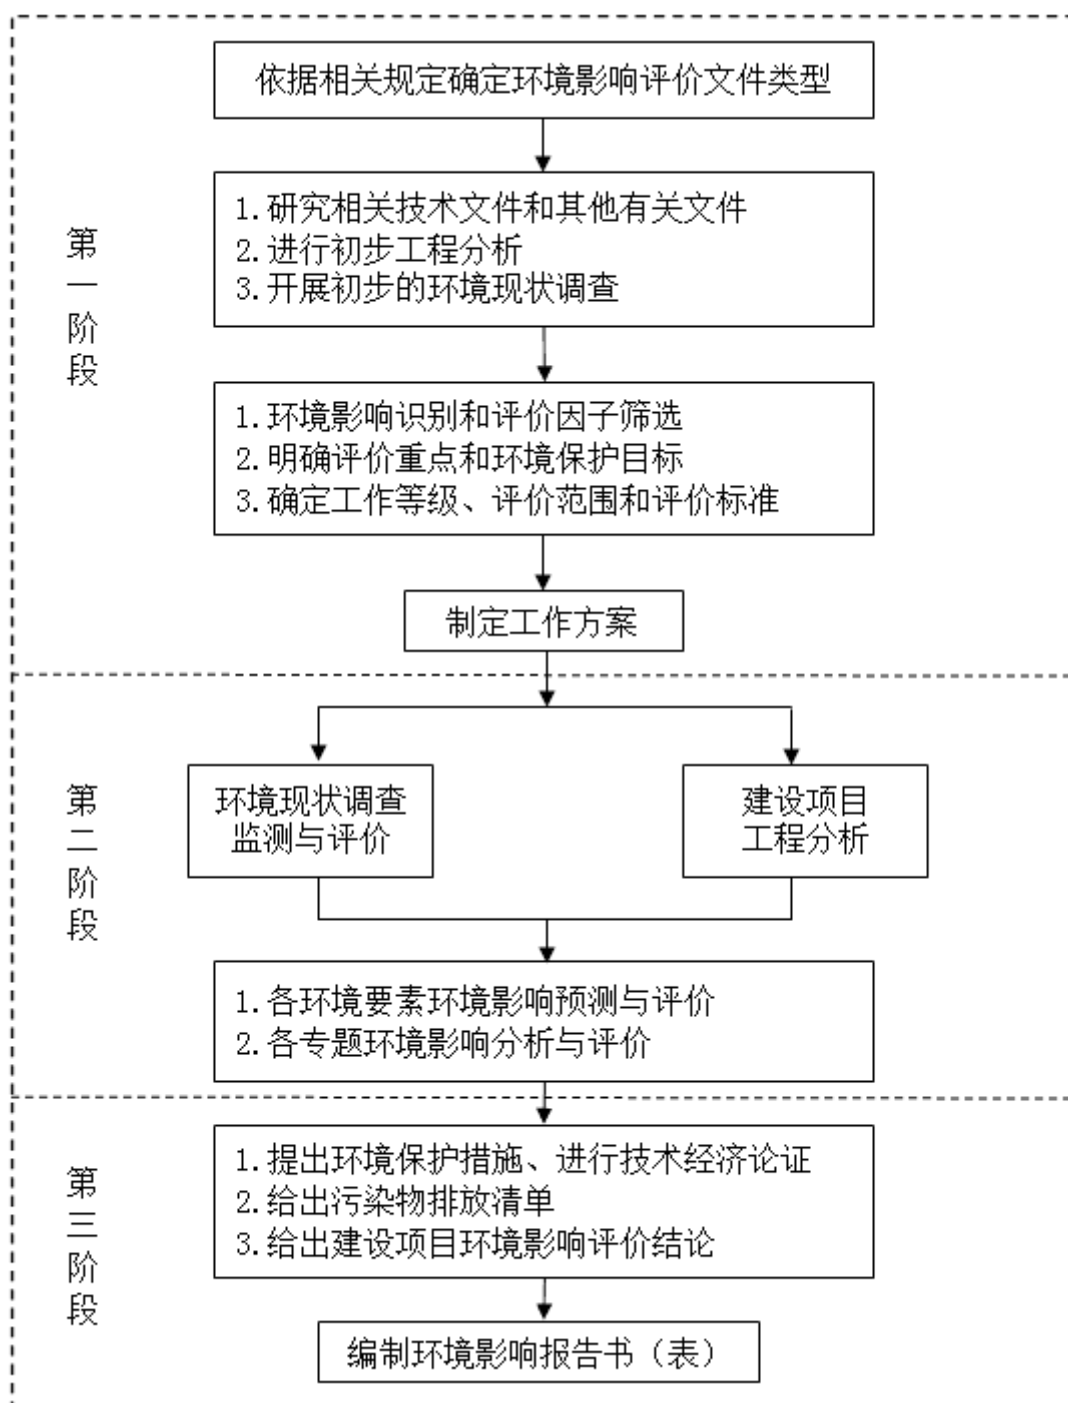 依据相关规定确定环境影响评价文件类型
第一阶段
1.研究相关技术文件和其他有关文件
2.进行初步工程分析
3.开展初步的环境现状调查
1.环境影响识别和评价因子筛选
2.明确评价重点和环境保护目标
3.确定工作等级、评价范围和评价标准
制定工作方案
第二阶段
环境现状调查
监测与评价
建设项目
工程分析
1.各环境要素环境影响预测与评价
2.各专题环境影响分析与评价
第三阶段
1.提出环境保护措施、进行技术经济论证
2.给出污染物排放清单
3.给出建设项目环境影响评价结论
编制环境影响报告书（表）